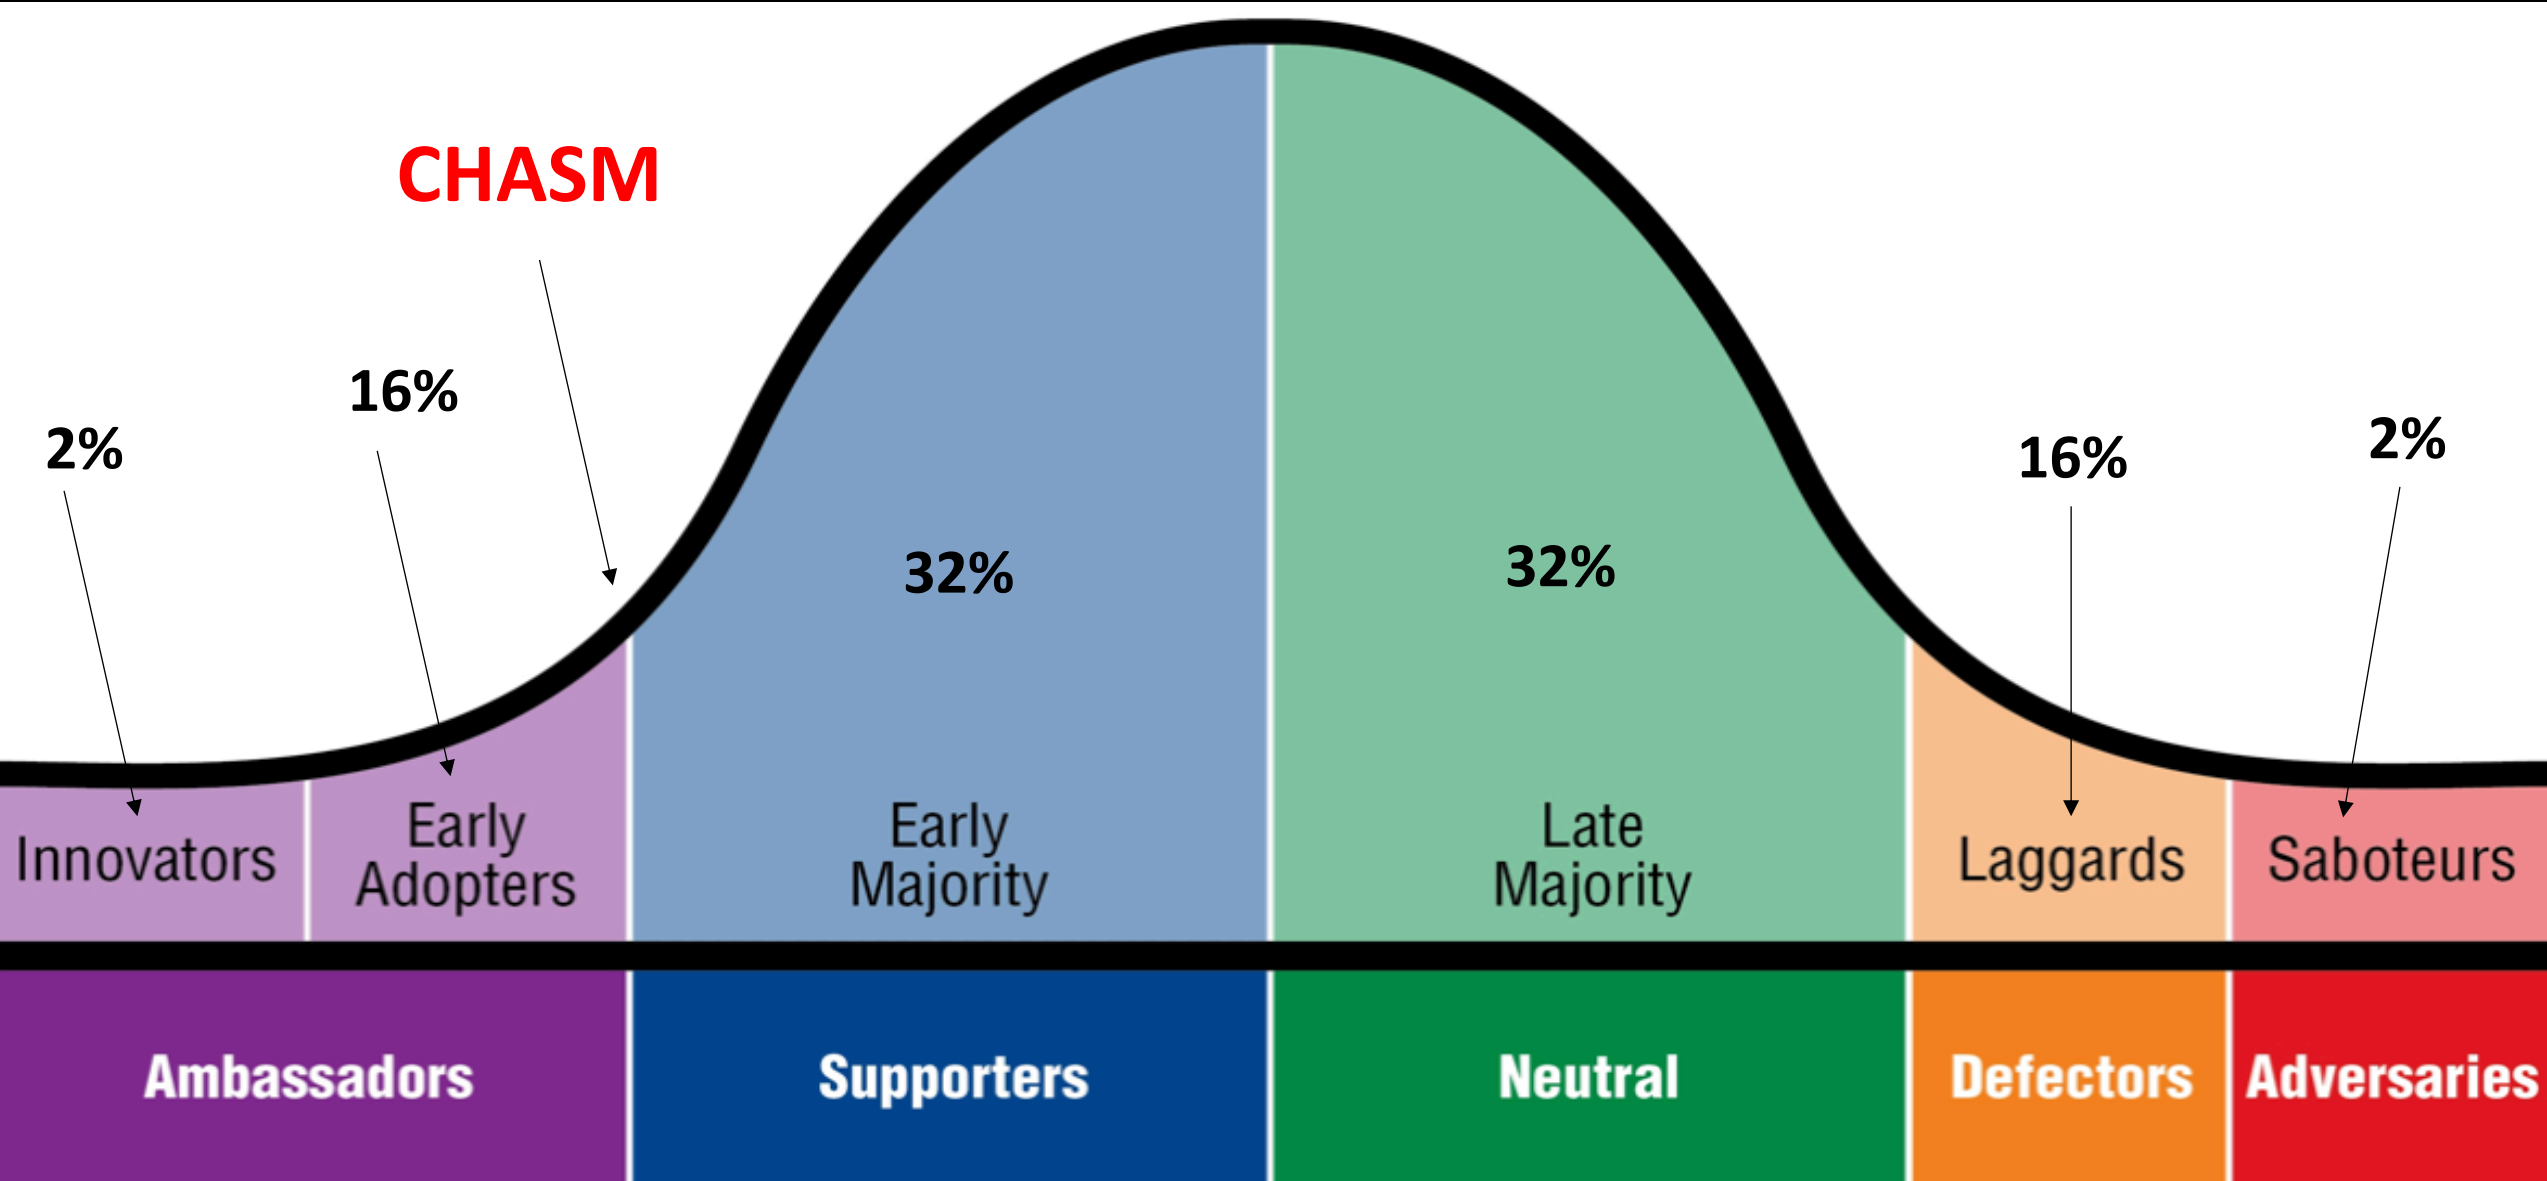 CHASM
2%
16%
32%
32%
16%
2%
Innovators
Early
Adopters
Early
Majority
Late
Majority
Laggards
Saboteurs
Ambassadors
Supporters
Neutral
Defectors
Adversaries